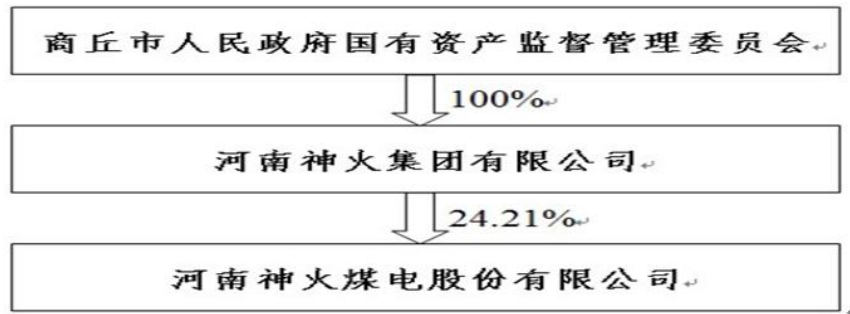 商丘市人民政府国有资产监督管理委员会
100%
河南神火集团有限公司
24.21%
河南神火煤电股份有限公司